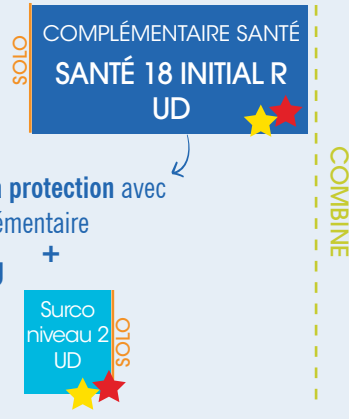 SOLO
COMPLÉMENTAIRE SANTÉ
SANTÉ 18 INITIAL R
UD
protection avec
émentaire
+
Surco
niveau 2
UD
SOLO
COMBINE